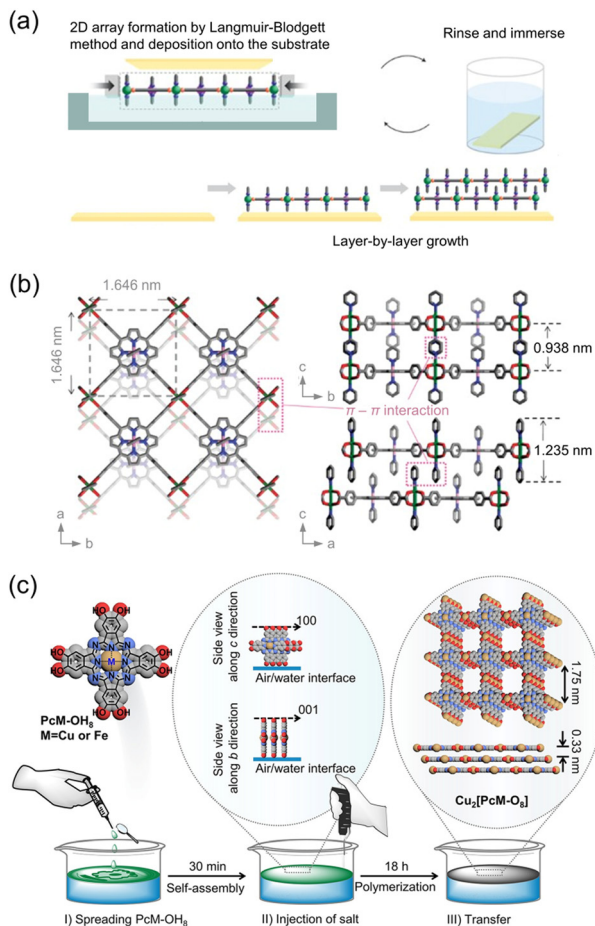 (a)
2D array formation by Langmuir-Blodgett
method and deposition onto the substrate
Rinse and immerse
Layer-by-layer growth
(b)
1.646 nm
1.646 nm
a
b
c
b
π – π interaction
0.938 nm
1.235 nm
c
a
(c)
HO
OH
HO
OH
HO
OH
HO
OH
N
N
N
N
N
M
N
N
N
PcM-OH₈
M=Cu or Fe
Side view
along c direction
100
Air/water interface
Side view
along b direction
001
Air/water interface
1.75 nm
0.33 nm
Cu₂[PcM-O₈]
30 min
Self-assembly
18 h
Polymerization
I) Spreading PcM-OH₈
II) Injection of salt
III) Transfer